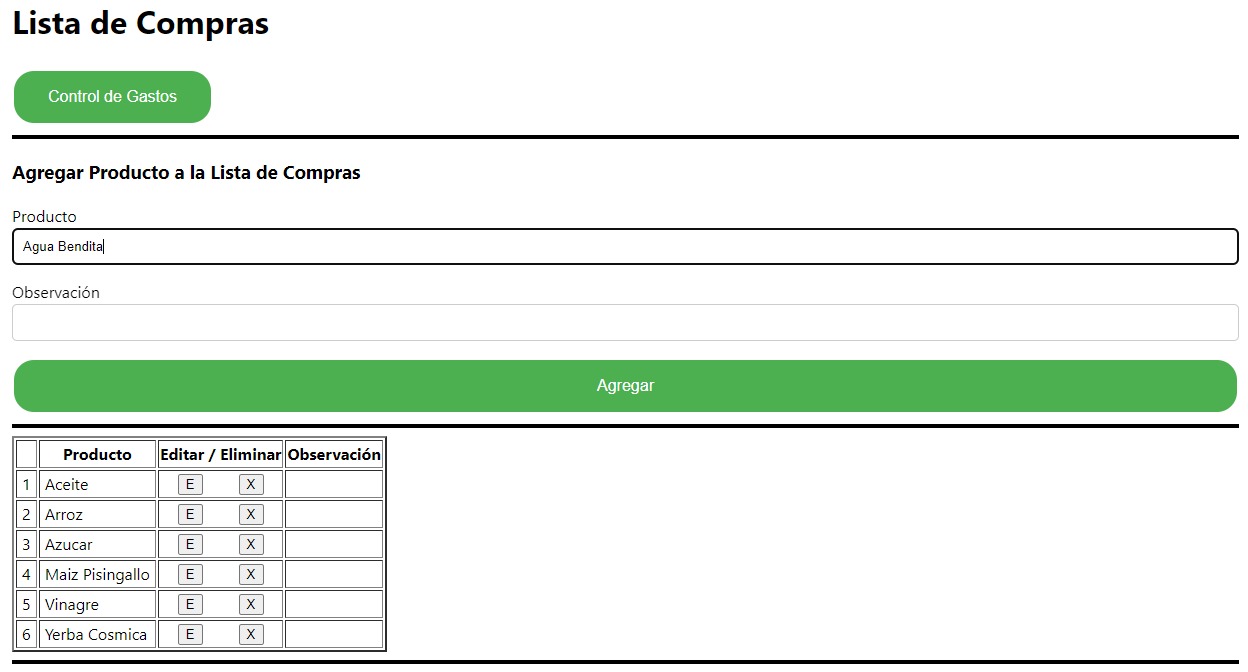 Lista de Compras
Control de Gastos
Agregar Producto a la Lista de Compras
Producto
Agua Bendita
Observación
Agregar
Producto Editar / Eliminar Observación
1 Aceite E X
2 Arroz E X
3 Azucar E X
4 Maiz Pisingallo E X
5 Vinagre E X
6 Yerba Cosmica E X